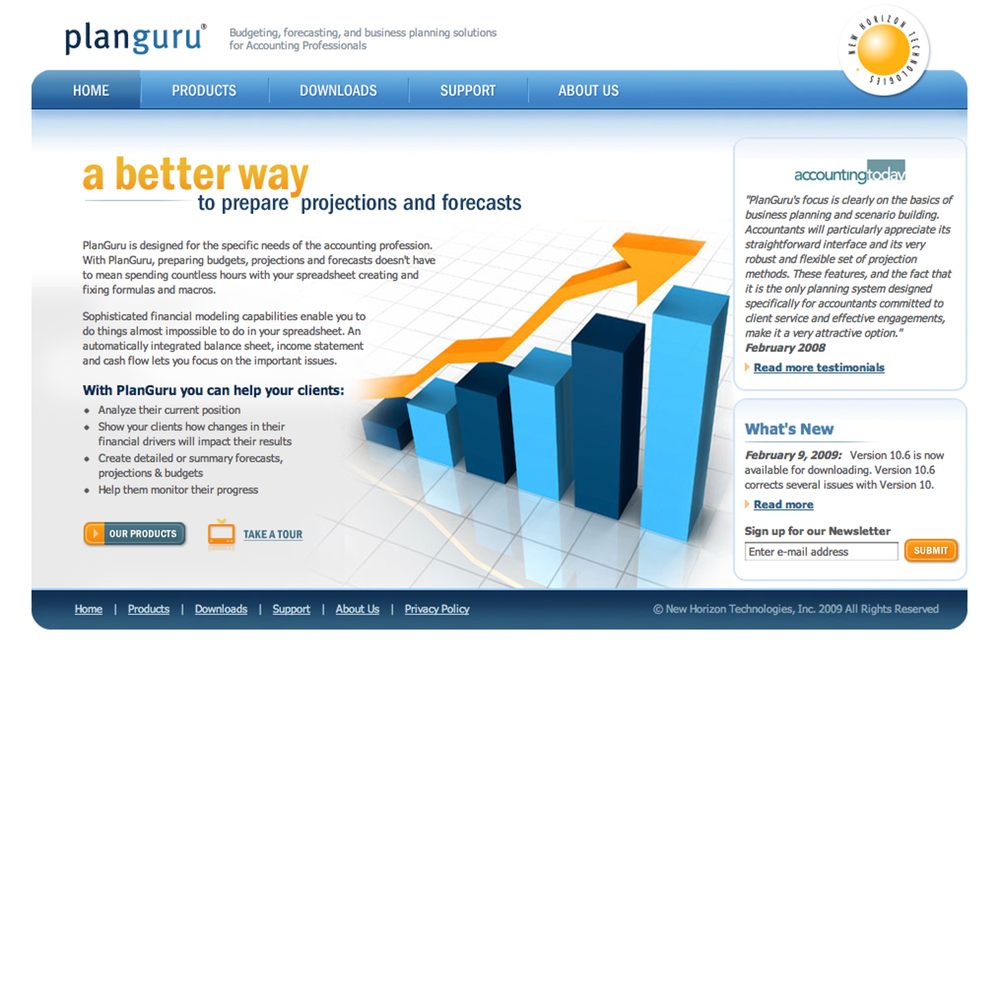 planguru®
Budgeting, forecasting, and business planning solutions
for Accounting Professionals
NEW HORIZON TECHNOLOGIES
HOME
PRODUCTS
DOWNLOADS
SUPPORT
ABOUT US
a better way
to prepare projections and forecasts
PlanGuru is designed for the specific needs of the accounting profession.
With PlanGuru, preparing budgets, projections and forecasts doesn't have
to mean spending countless hours with your spreadsheet creating and
fixing formulas and macros.
Sophisticated financial modeling capabilities enable you to
do things almost impossible to do in your spreadsheet. An
automatically integrated balance sheet, income statement
and cash flow lets you focus on the important issues.
With PlanGuru you can help your clients:
• Analyze their current position
• Show your clients how changes in their
financial drivers will impact their results
• Create detailed or summary forecasts,
projections & budgets
• Help them monitor their progress
OUR PRODUCTS
TAKE A TOUR
accountingtoday
"PlanGuru's focus is clearly on the basics of
business planning and scenario building.
Accountants will particularly appreciate its
straightforward interface and its very
robust and flexible set of projection
methods. These features, and the fact that
it is the only planning system designed
specifically for accountants committed to
client service and effective engagements,
make it a very attractive option."
February 2008
Read more testimonials
What's New
February 9, 2009: Version 10.6 is now
available for downloading. Version 10.6
corrects several issues with Version 10.
Read more
Sign up for our Newsletter
Enter e-mail address
SUBMIT
Home | Products | Downloads | Support | About Us | Privacy Policy
© New Horizon Technologies, Inc. 2009 All Rights Reserved